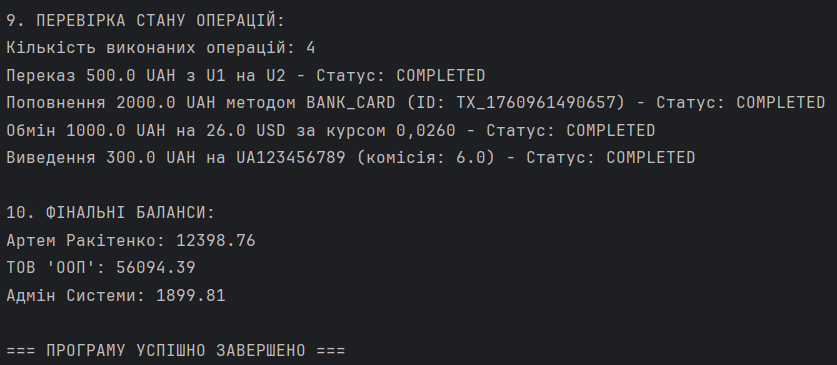 9. ПЕРЕВІРКА СТАНУ ОПЕРАЦІЙ:
Кількість виконаних операцій: 4
Переказ 500.0 UAH з U1 на U2 - Статус: COMPLETED
Поповнення 2000.0 UAH методом BANK_CARD (ID: TX_1760961490657) - Статус: COMPLETED
Обмін 1000.0 UAH на 26.0 USD за курсом 0,0260 - Статус: COMPLETED
Виведення 300.0 UAH на UA123456789 (комісія: 6.0) - Статус: COMPLETED
10. ФІНАЛЬНІ БАЛАНСИ:
Артем Ракітенко: 12398.76
ТОВ 'ООП': 56094.39
Адмін Системи: 1899.81
=== ПРОГРАМУ УСПІШНО ЗАВЕРШЕНО ===